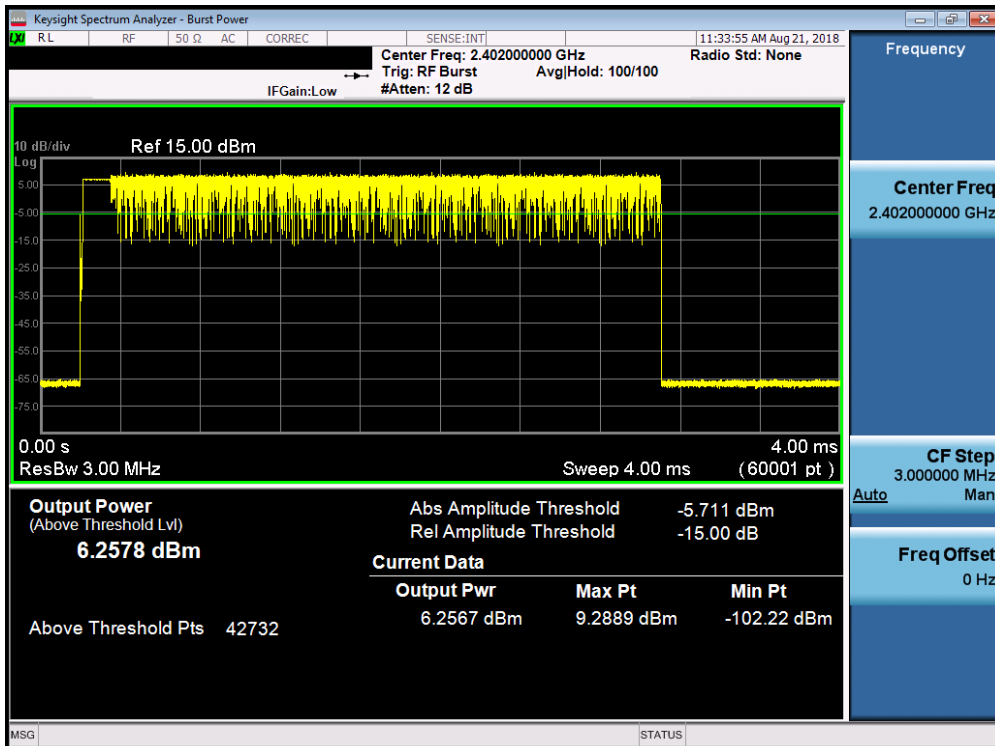 Keysight Spectrum Analyzer - Burst Power
LXI RL RF 50 Ω AC CORREC SENSE:INT 11:33:55 AM Aug 21, 2018
Center Freq: 2.402000000 GHz Radio Std: None
Trig: RF Burst Avg|Hold: 100/100
IFGain:Low #Atten: 12 dB
Frequency
10 dB/div Ref 15.00 dBm
Log
5.00
-5.00
-15.0
-25.0
-35.0
-45.0
-55.0
-65.0
-75.0
0.00 s 4.00 ms
ResBw 3.00 MHz Sweep 4.00 ms (60001 pt)
Center Freq
2.402000000 GHz
CF Step
3.000000 MHz
Auto Man
Freq Offset
0 Hz
Output Power
(Above Threshold Lvl)
6.2578 dBm
Above Threshold Pts 42732
Abs Amplitude Threshold -5.711 dBm
Rel Amplitude Threshold -15.00 dB
Current Data
Output Pwr Max Pt Min Pt
6.2567 dBm 9.2889 dBm -102.22 dBm
MSG STATUS